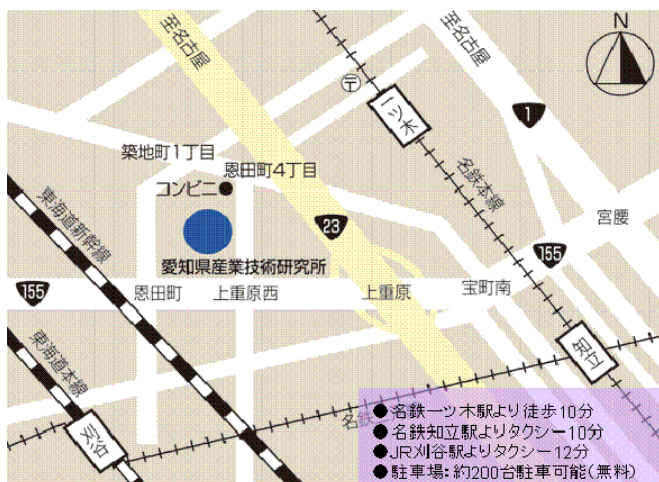 至名古屋
N
至名古屋
〒
一ツ木
1
築地町1丁目
恩田町4丁目
コンビニ
名鉄本線
東海道新幹線
23
宮腰
155
愛知県産業技術研究所
155
恩田町
上重原西
上重原
宝町南
東海道本線
知立
刈谷
名鉄
●名鉄一ツ木駅より徒歩10分
●名鉄知立駅よりタクシー10分
●JR刈谷駅よりタクシー12分
●駐車場:約200台駐車可能(無料)